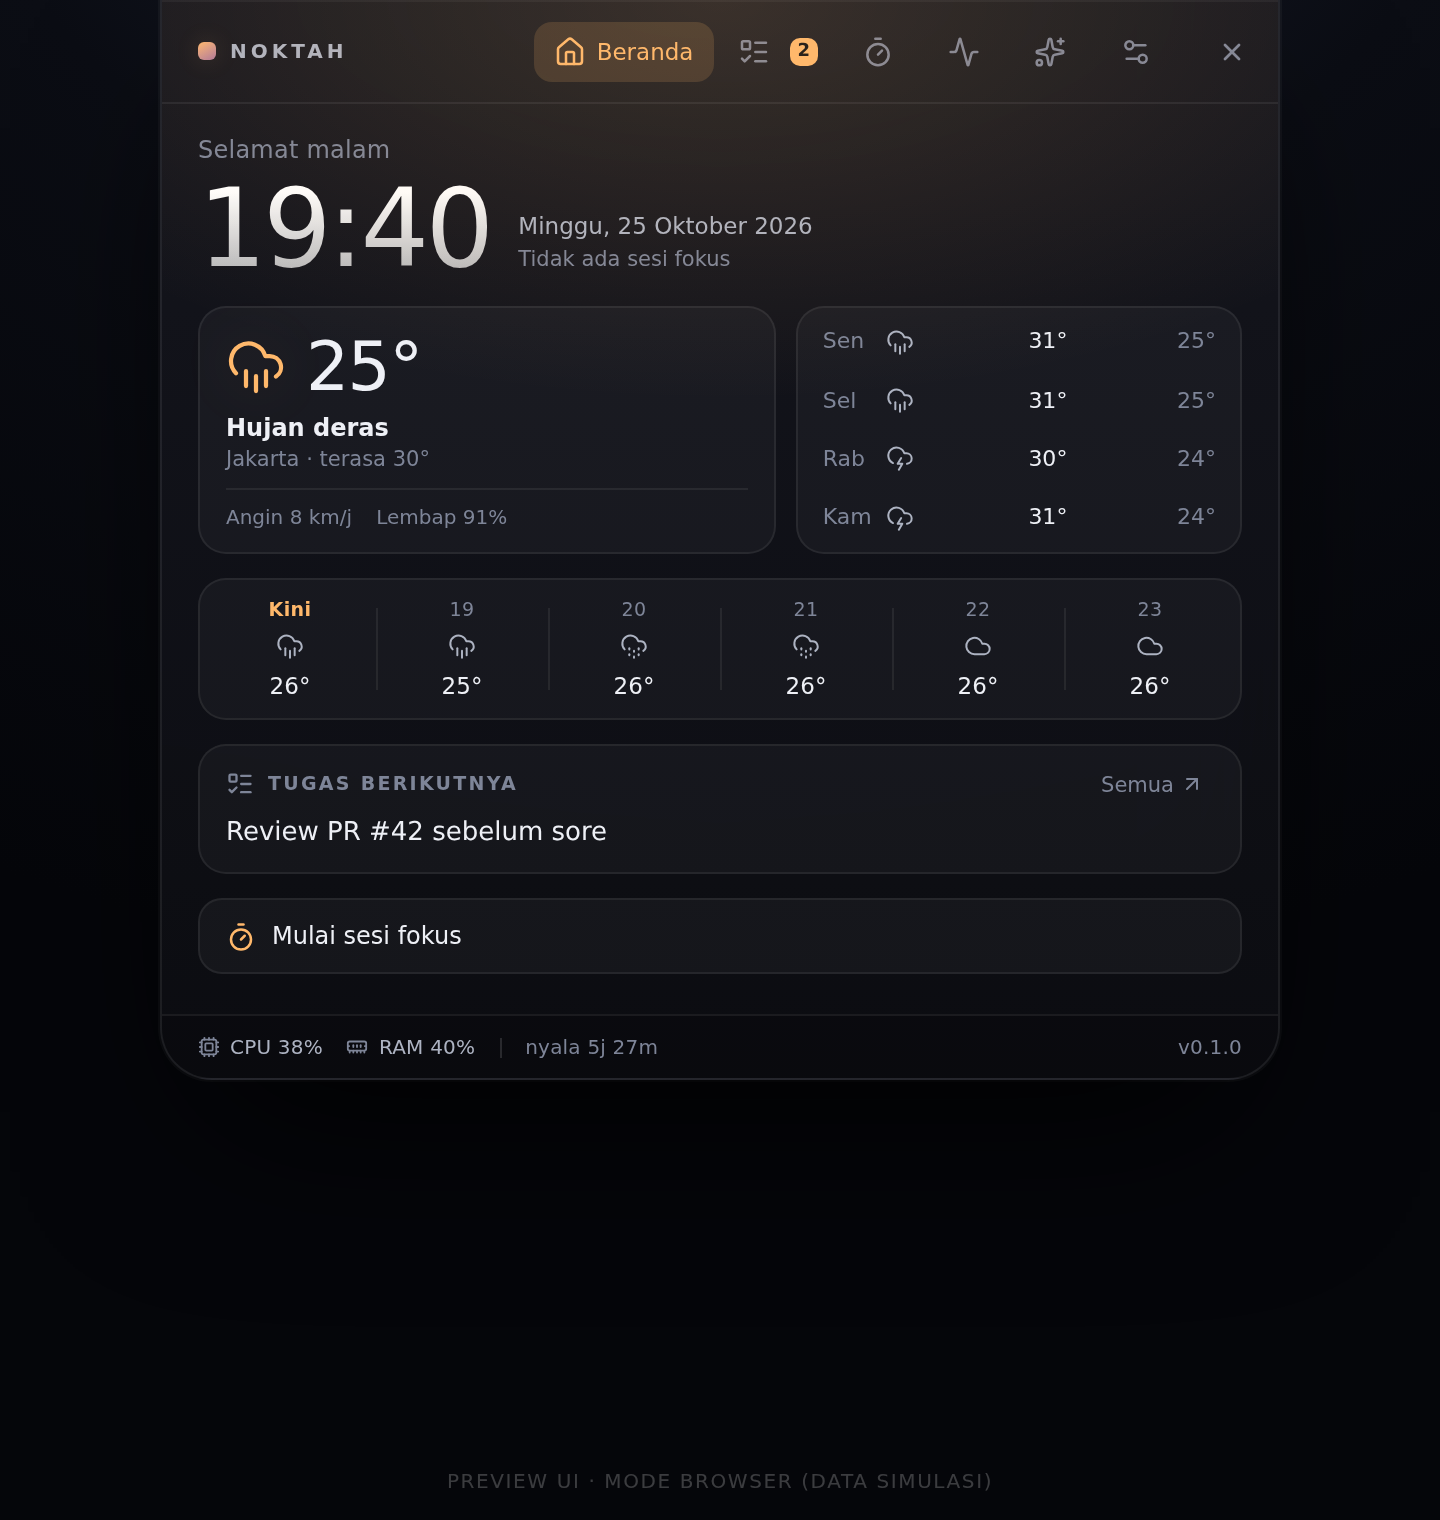 NOKTAH
Beranda
2
Selamat malam
19:40
Minggu, 25 Oktober 2026
Tidak ada sesi fokus
25°
Hujan deras
Jakarta · terasa 30°
Angin 8 km/j Lembap 91%
Sen 31° 25°
Sel 31° 25°
Rab 30° 24°
Kam 31° 24°
Kini 19 20 21 22 23
26° 25° 26° 26° 26° 26°
TUGAS BERIKUTNYA
Semua
Review PR #42 sebelum sore
Mulai sesi fokus
CPU 38% RAM 40% nyala 5j 27m v0.1.0
PREVIEW UI · MODE BROWSER (DATA SIMULASI)